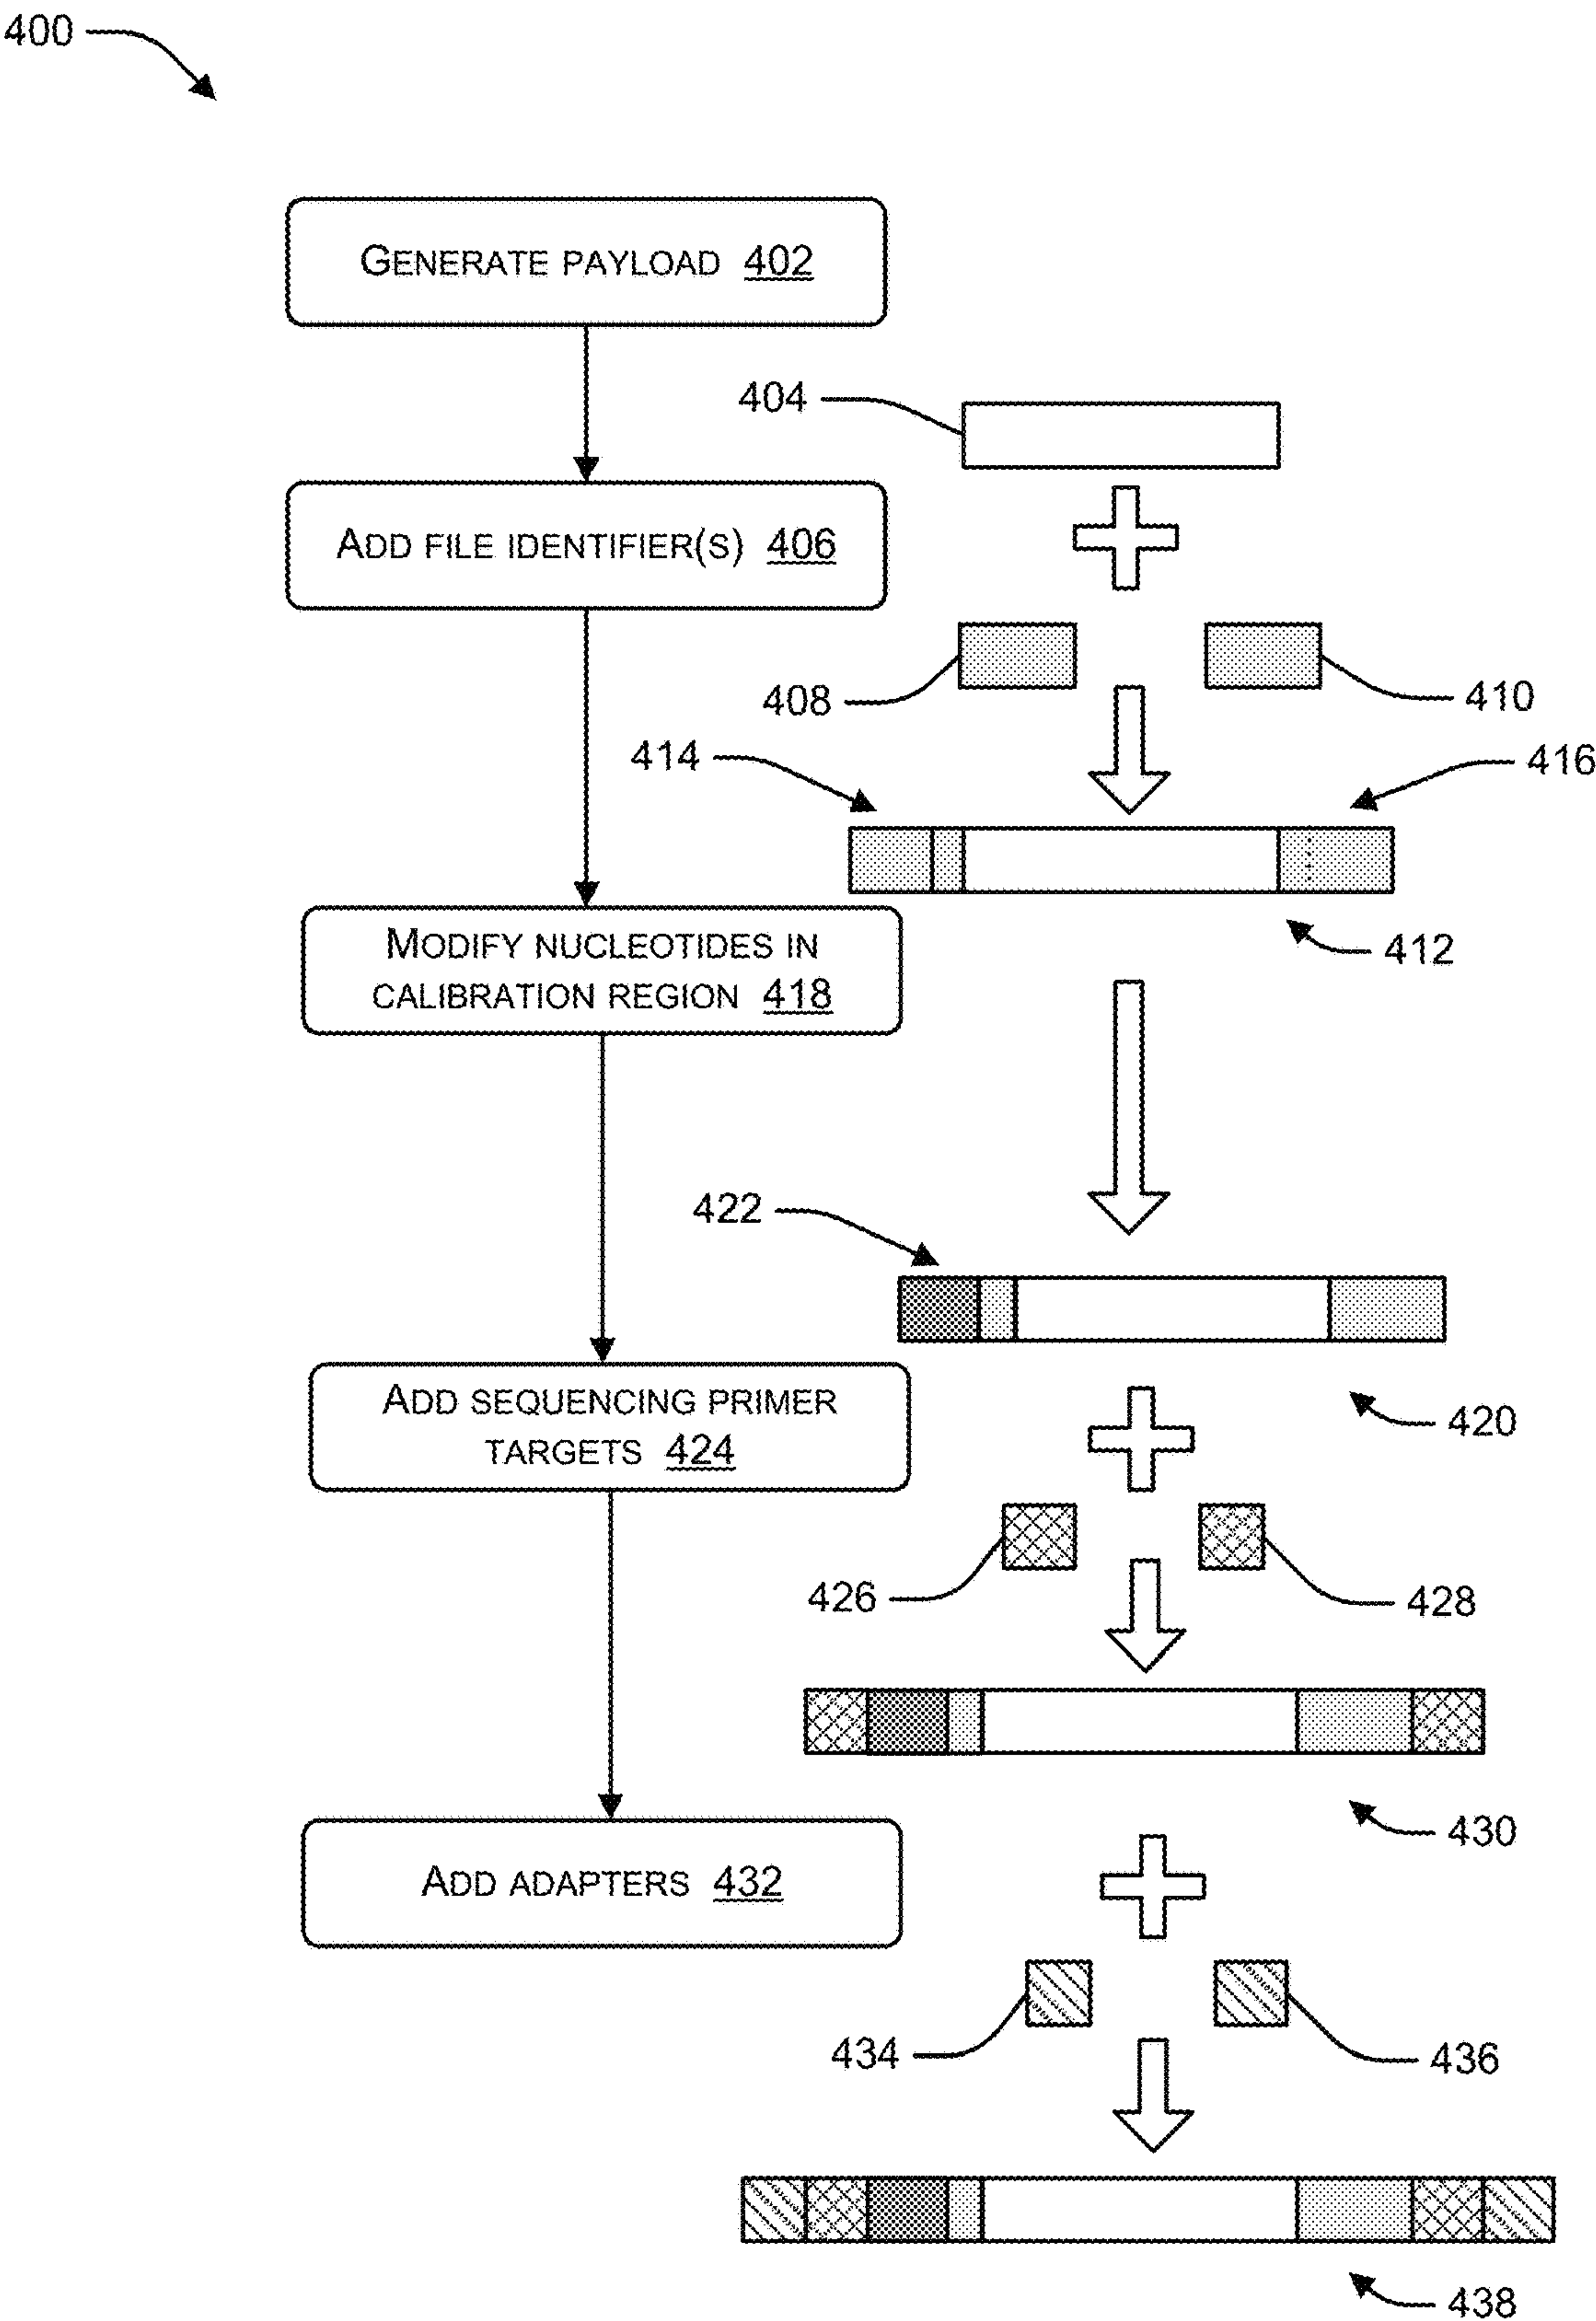 400
GENERATE PAYLOAD 402
404
ADD FILE IDENTIFIER(S) 406
408
410
414
416
MODIFY NUCLEOTIDES IN
CALIBRATION REGION 418
412
422
ADD SEQUENCING PRIMER
TARGETS 424
420
426
428
430
ADD ADAPTERS 432
434
436
438